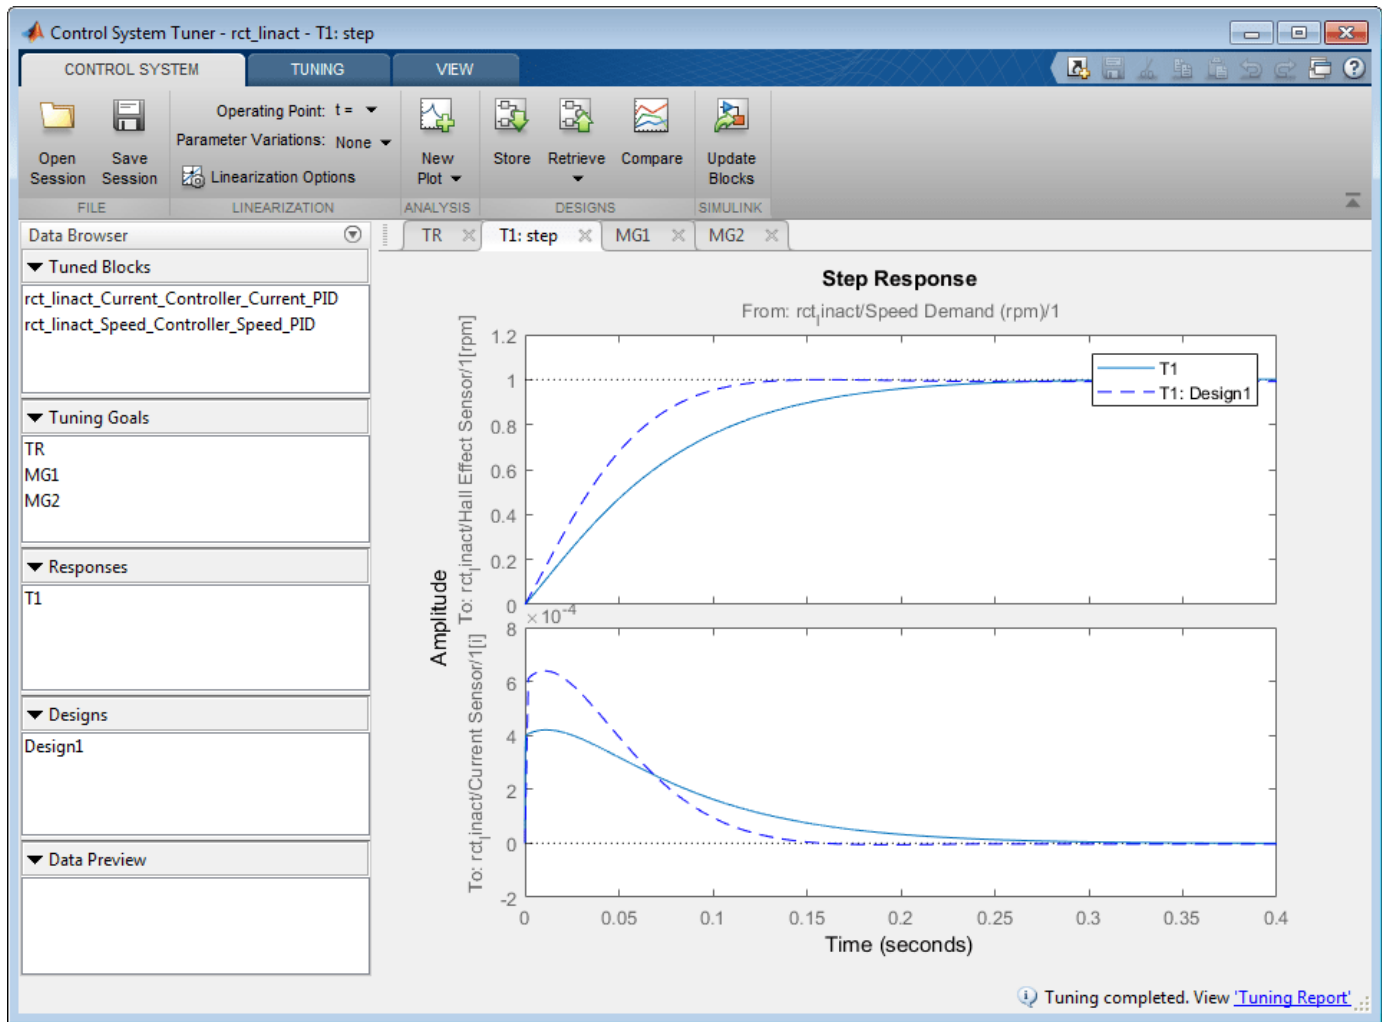 Control System Tuner - rct_linact - T1: step
CONTROL SYSTEM
TUNING
VIEW
Open
Session
Save
Session
Operating Point: t =
Parameter Variations: None
Linearization Options
New
Plot
Store
Retrieve
Compare
Update
Blocks
FILE
LINEARIZATION
ANALYSIS
DESIGNS
SIMULINK
Data Browser
TR
T1: step
MG1
MG2
Tuned Blocks
rct_linact_Current_Controller_Current_PID
rct_linact_Speed_Controller_Speed_PID
Tuning Goals
TR
MG1
MG2
Responses
T1
Designs
Design1
Data Preview
Step Response
From: rct_linact/Speed Demand (rpm)/1
Amplitude
To: rct_linact/Hall Effect Sensor/1[rpm]
1.2
1
0.8
0.6
0.4
0.2
0
T1
T1: Design1
×10-4
To: rct_linact/Current Sensor/1[i]
8
6
4
2
0
-2
0 0.05 0.1 0.15 0.2 0.25 0.3 0.35 0.4
Time (seconds)
Tuning completed. View 'Tuning Report'